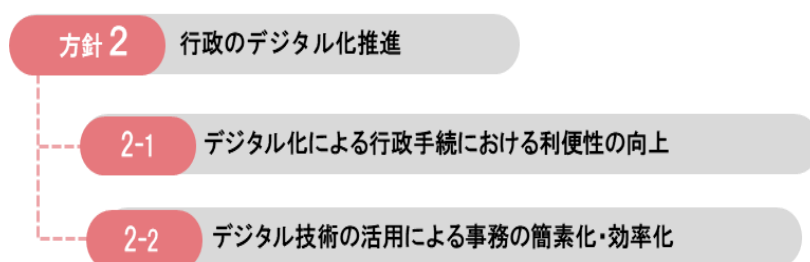 方針2 行政のデジタル化推進
2-1 デジタル化による行政手続における利便性の向上
2-2 デジタル技術の活用による事務の簡素化・効率化